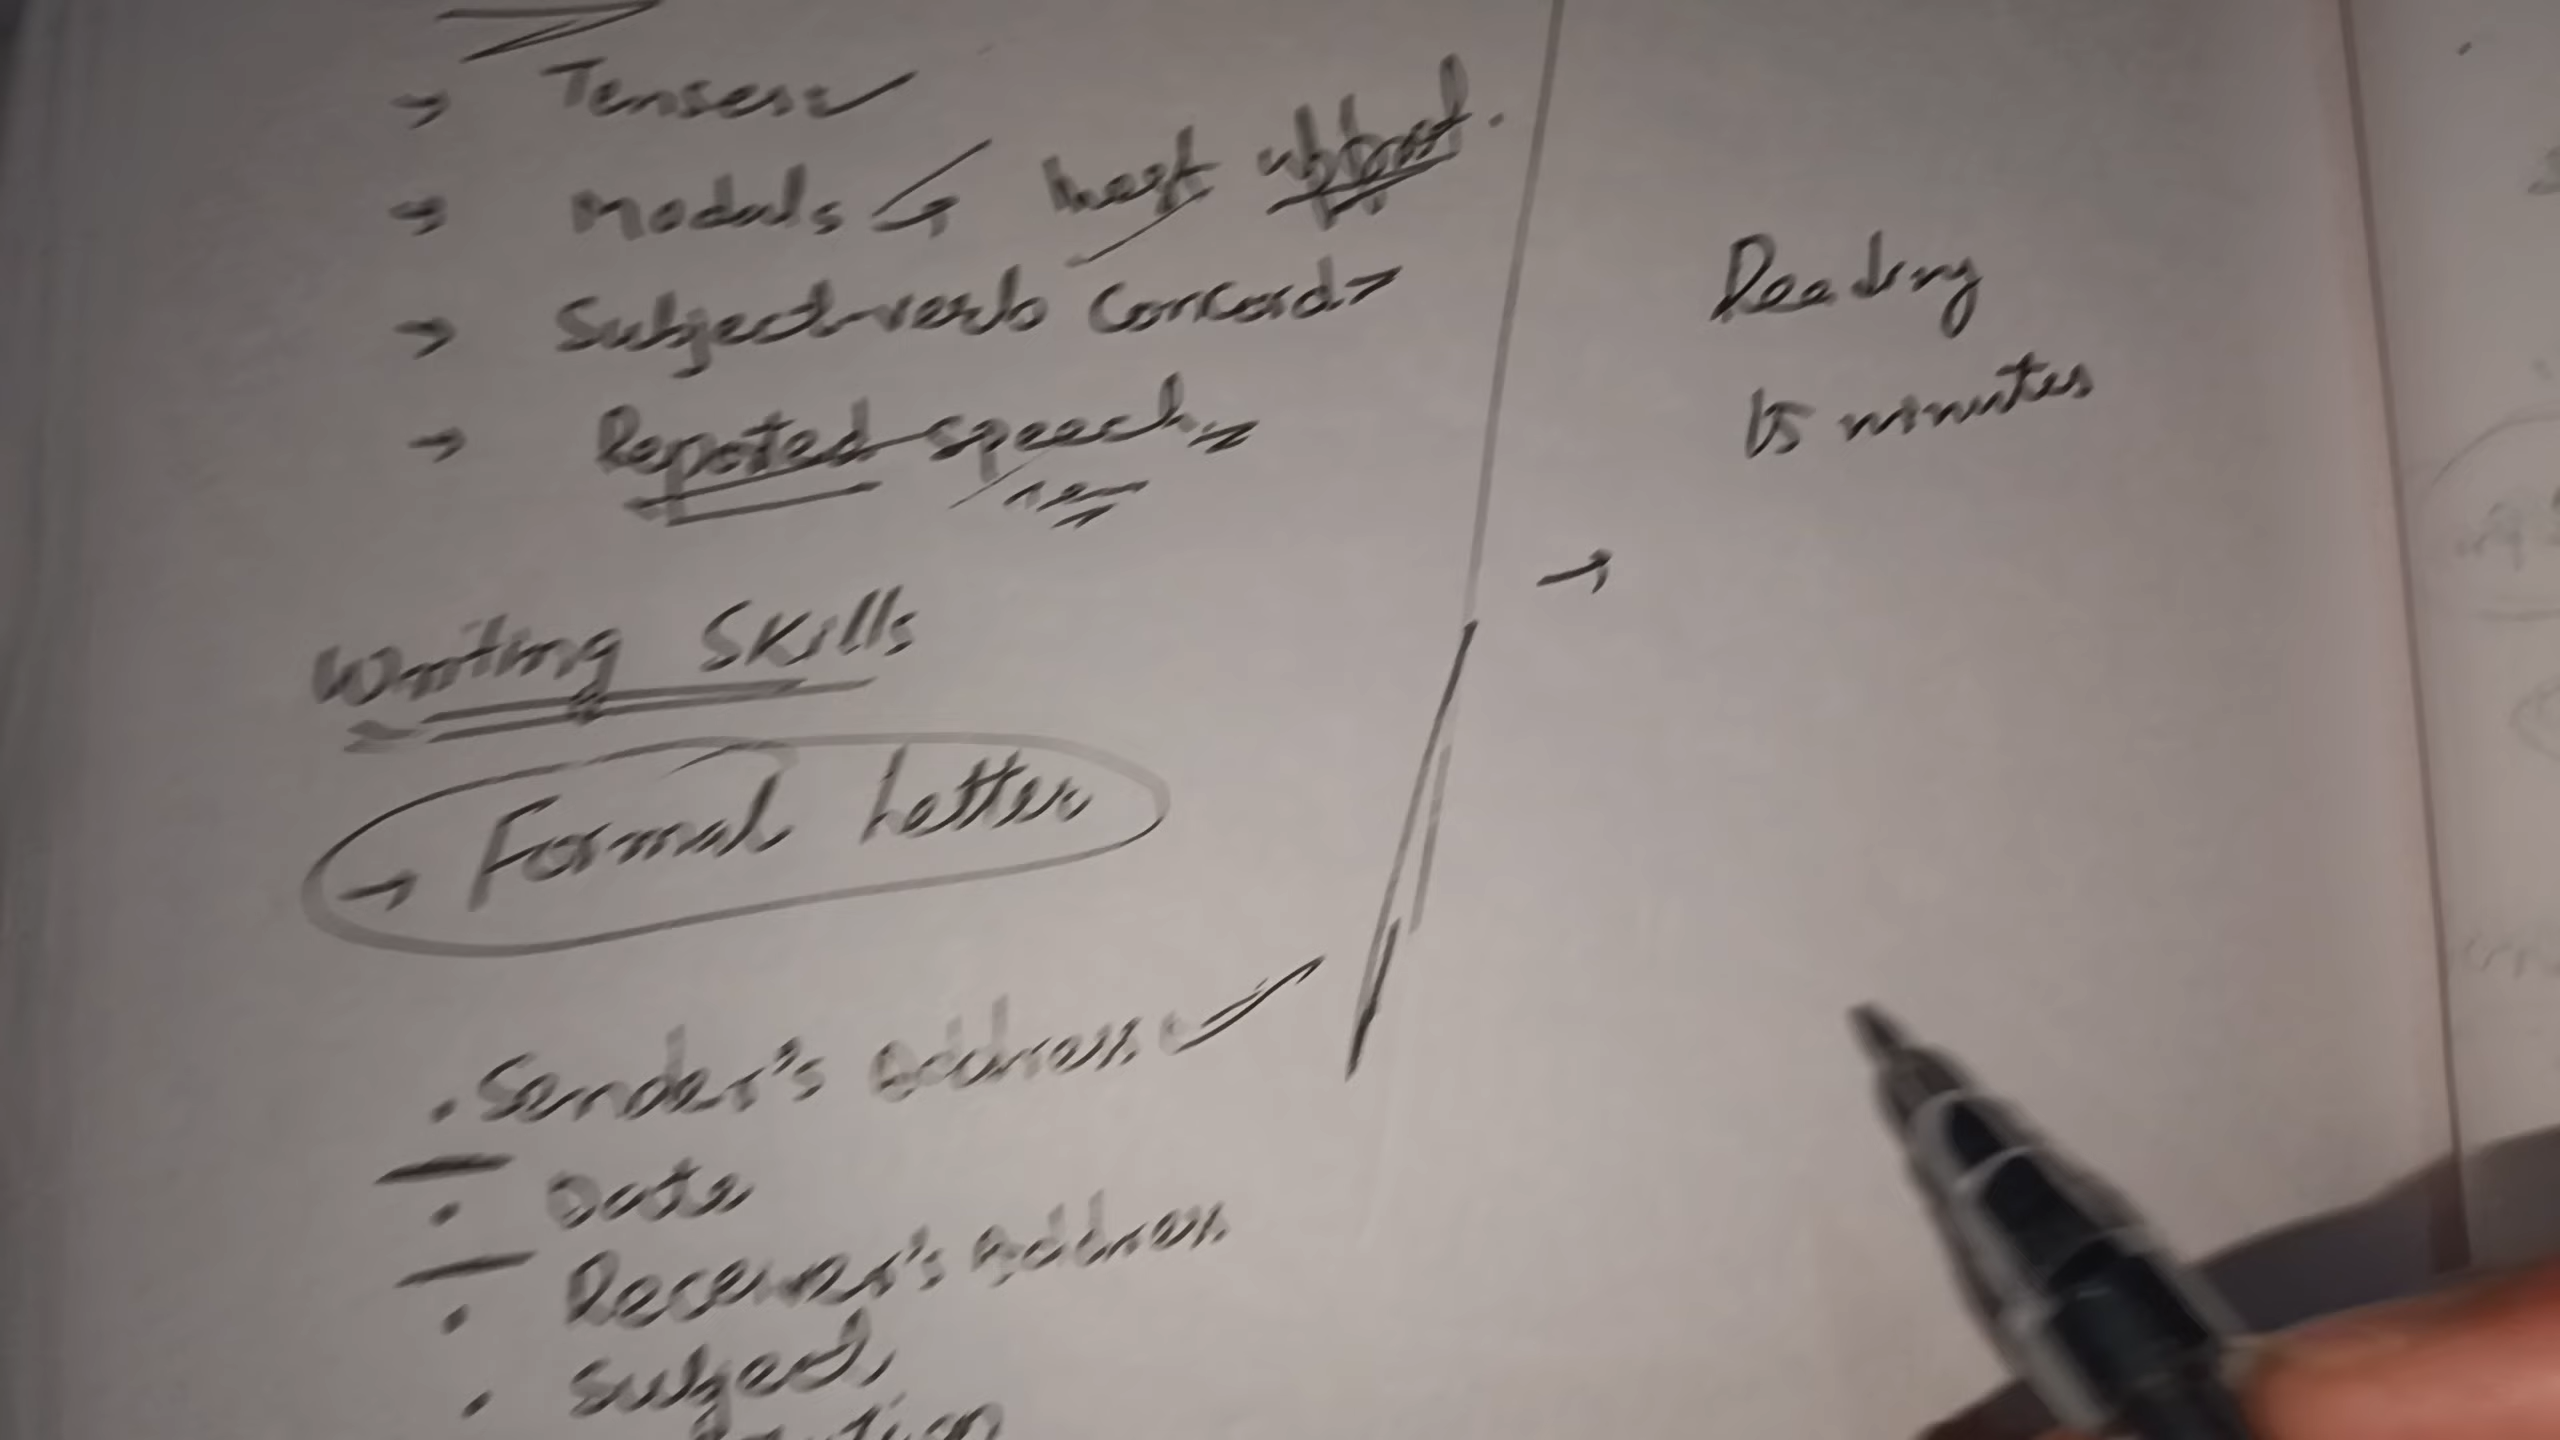 → Tenses
→ Modals →
→ Subject-verb Concord
→ Reported speech
Writing Skills
→ Formal Letter
. Sender's Address
. Date
. Receiver's Address
. Subject
Reading
15 minutes
→